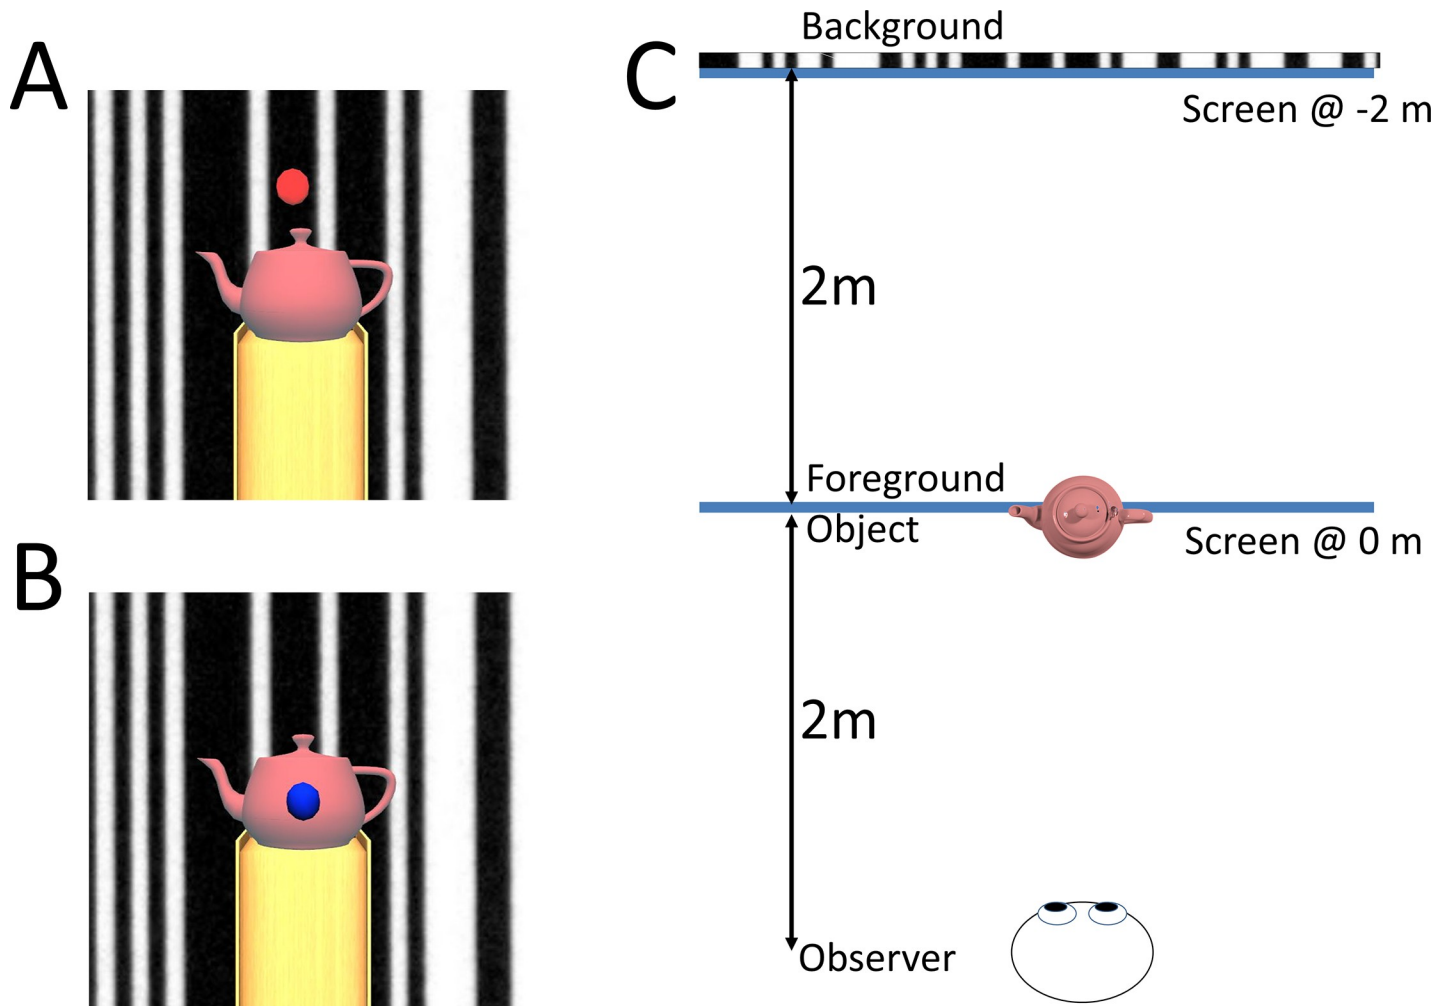 A
B
C
Background
Screen @ -2 m
2m
Foreground
Object
Screen @ 0 m
2m
Observer